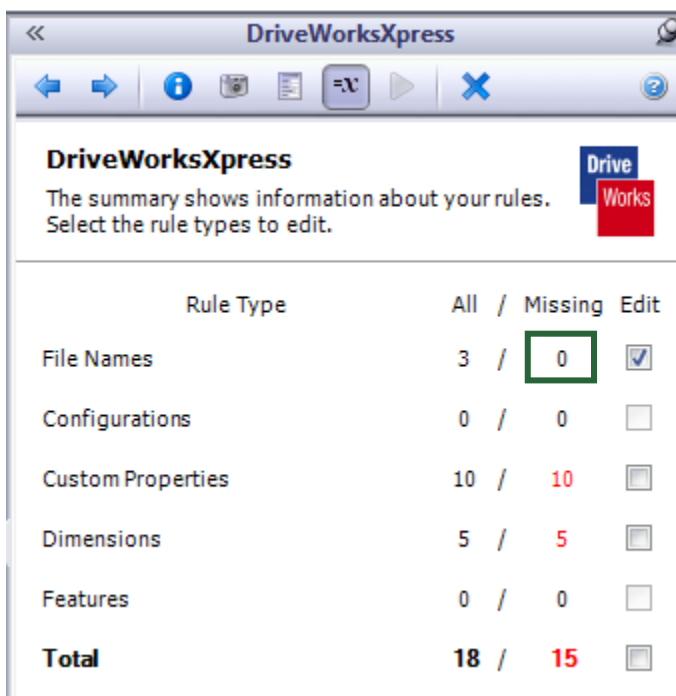 DriveWorksXpress
=x
DriveWorksXpress
The summary shows information about your rules.
Select the rule types to edit.
Drive
Works
Rule Type All / Missing Edit
File Names 3 / 0
Configurations 0 / 0
Custom Properties 10 / 10
Dimensions 5 / 5
Features 0 / 0
Total 18 / 15